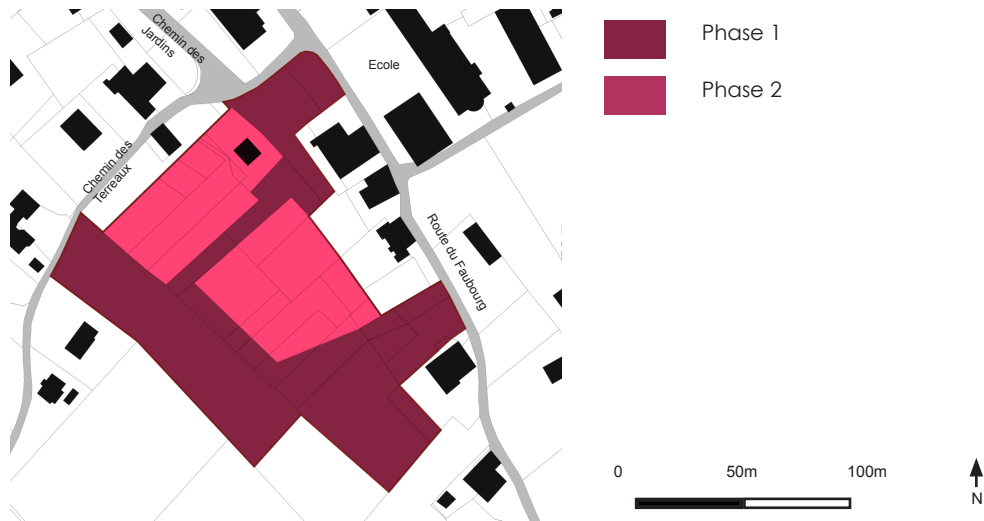 Chemin des
Jardins
Ecole
Chemin des
Terreaux
Route du Faubourg
Phase 1
Phase 2
0 50m 100m
N